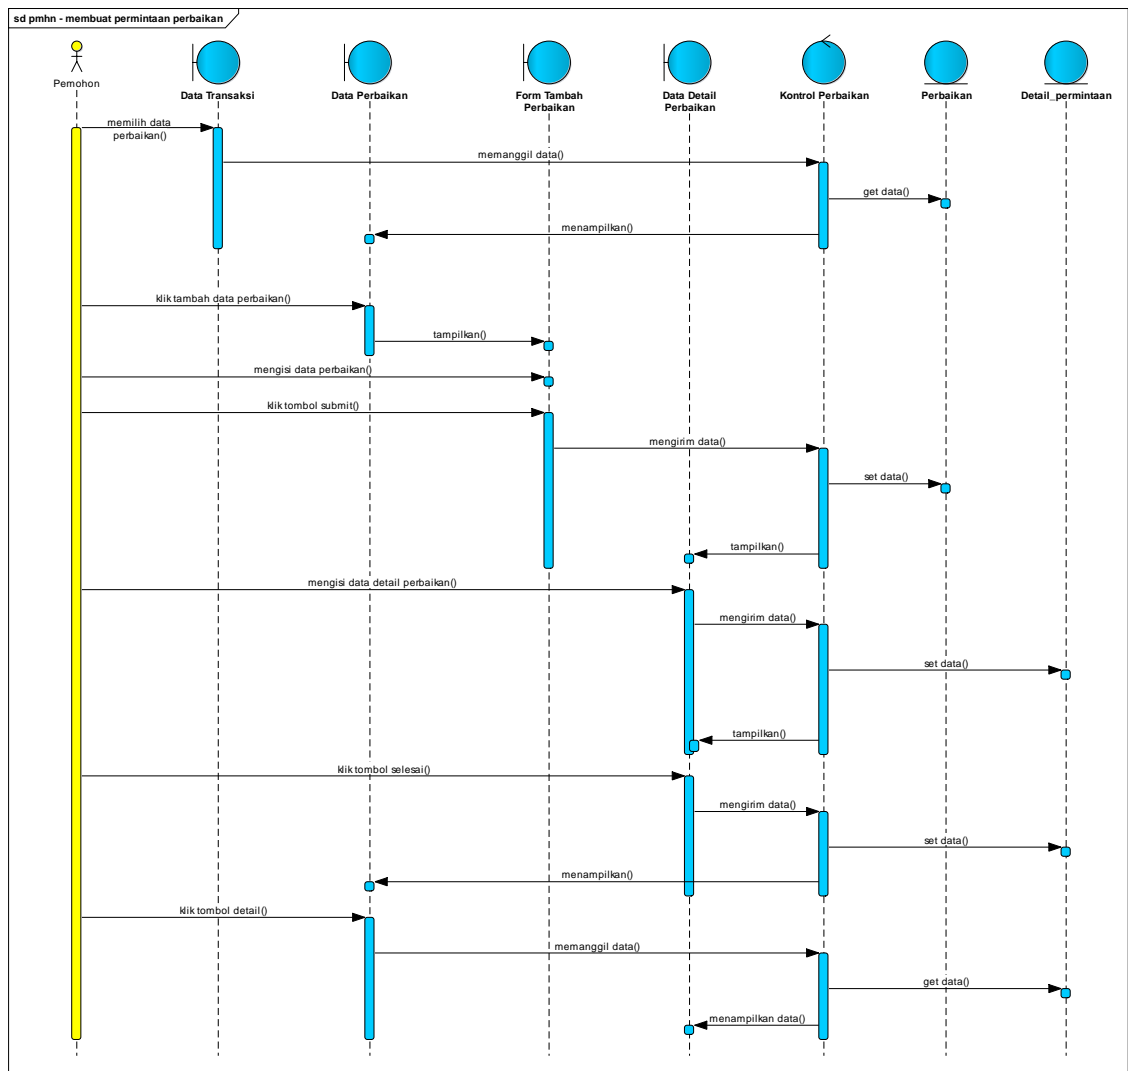 sd pmhn - membuat permintaan perbaikan
Pemohon
Data Transaksi
Data Perbaikan
Form Tambah
Perbaikan
Data Detail
Perbaikan
Kontrol Perbaikan
Perbaikan
Detail_permintaan
memilih data
perbaikan()
memanggil data()
get data()
menampilkan()
klik tambah data perbaikan()
tampilkan()
mengisi data perbaikan()
klik tombol submit()
mengirim data()
set data()
tampilkan()
mengisi data detail perbaikan()
mengirim data()
set data()
tampilkan()
klik tombol selesai()
mengirim data()
set data()
menampilkan()
klik tombol detail()
memanggil data()
get data()
menampilkan data()